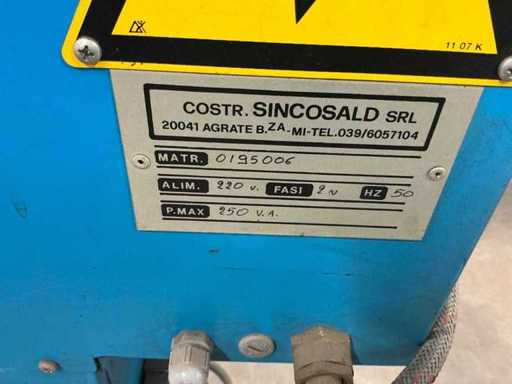 11 07 K
COSTR. SINCOSALD SRL
20041 AGRATE B.ZA.-MI-TEL.039/6057104
MATR. 0195006
ALIM. 220 V. FASI 2~ HZ 50
P.MAX 250 V.A.